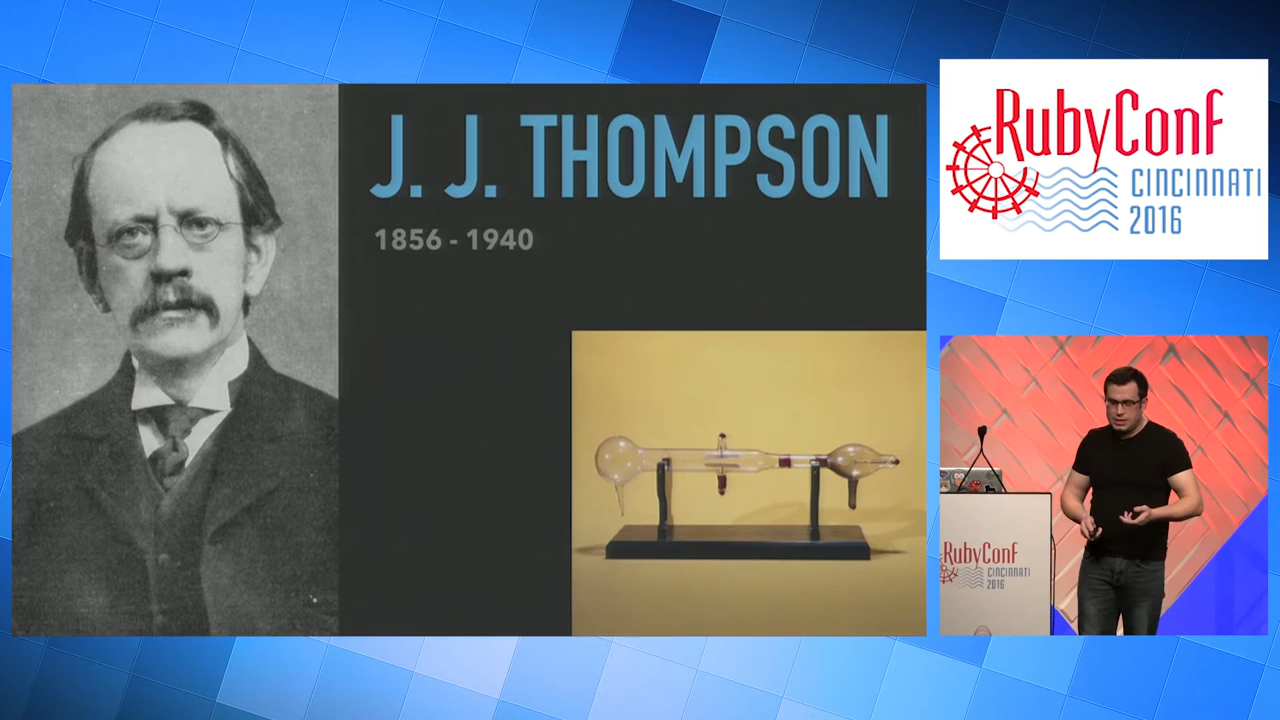 J. J. THOMPSON
1856 - 1940
RubyConf
CINCINNATI
2016
RubyConf
CINCINNATI
2016